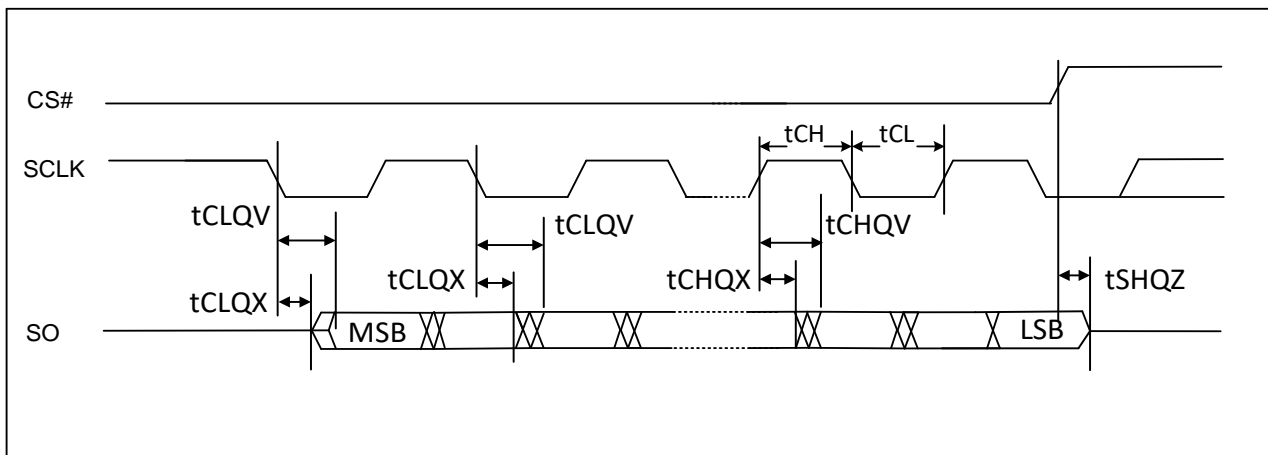 CS#
tCH
tCL
SCLK
tCLQV
tCLQV
tCHQV
tCLQX
tCLQX
tCHQX
tSHQZ
SO
MSB
LSB